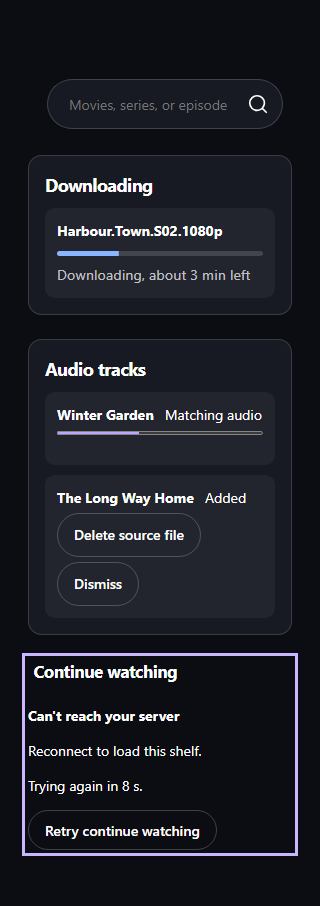 Movies, series, or episode
Downloading
Harbour.Town.S02.1080p
Downloading, about 3 min left
Audio tracks
Winter Garden Matching audio
The Long Way Home Added
Delete source file
Dismiss
Continue watching
Can't reach your server
Reconnect to load this shelf.
Trying again in 8 s.
Retry continue watching